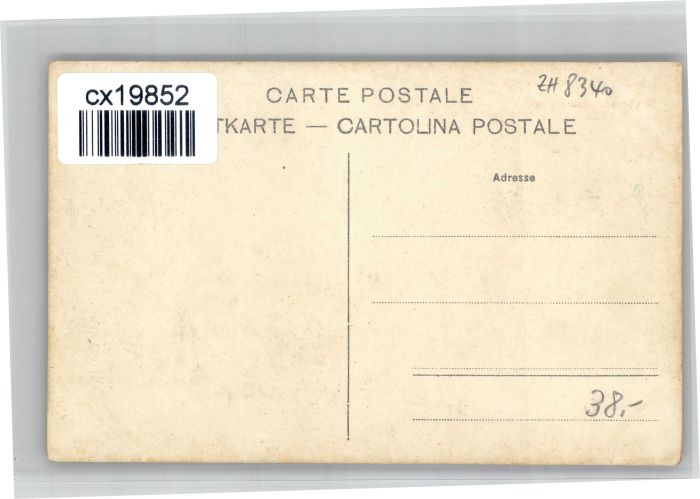 cx19852
CARTE POSTALE
ZH 8340
TKARTE — CARTOLINA POSTALE
Adresse
38.-